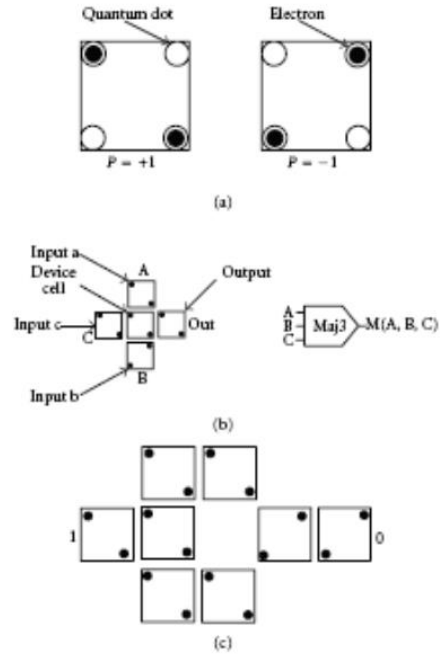 Quantum dot Electron
P = +1 P = −1
(a)
Input a
A
Device
cell
Output
Input c
C
Out
B
Input b
A
B
C
Maj3
M(A, B, C)
(b)
1 0
(c)